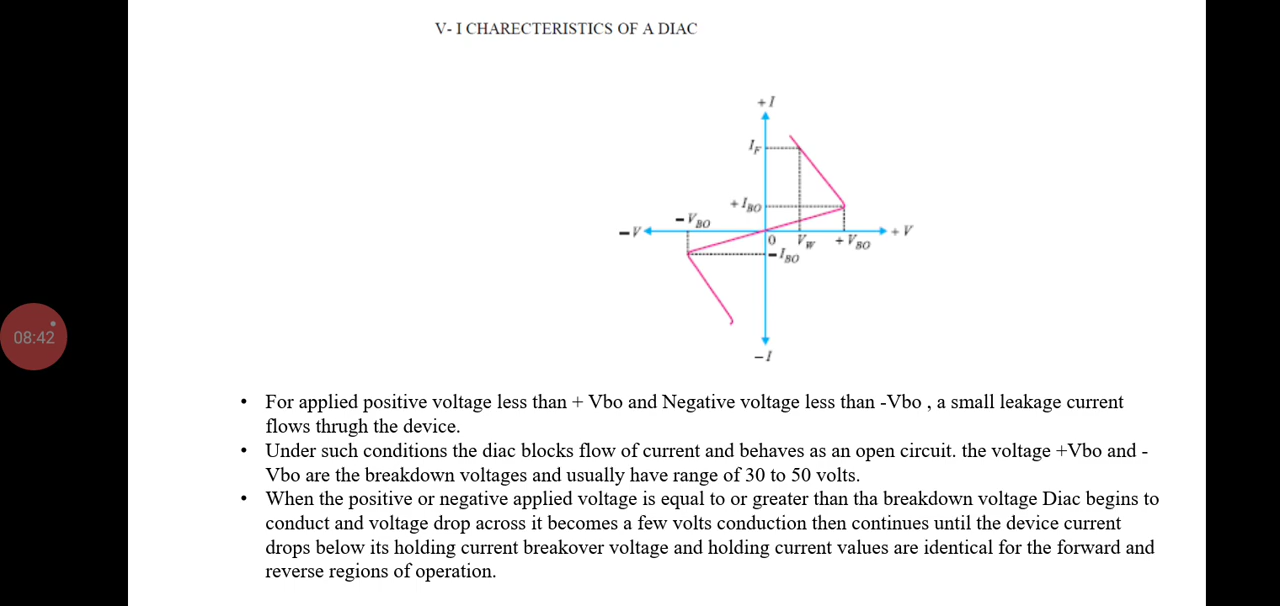 V- I CHARECTERISTICS OF A DIAC
+I
I_F
+ I_BO
– V_BO
–V
0
V_W
+ V_BO
+ V
– I_BO
–I
08:42
• For applied positive voltage less than + Vbo and Negative voltage less than -Vbo , a small leakage current
flows thrugh the device.
• Under such conditions the diac blocks flow of current and behaves as an open circuit. the voltage +Vbo and -
Vbo are the breakdown voltages and usually have range of 30 to 50 volts.
• When the positive or negative applied voltage is equal to or greater than tha breakdown voltage Diac begins to
conduct and voltage drop across it becomes a few volts conduction then continues until the device current
drops below its holding current breakover voltage and holding current values are identical for the forward and
reverse regions of operation.